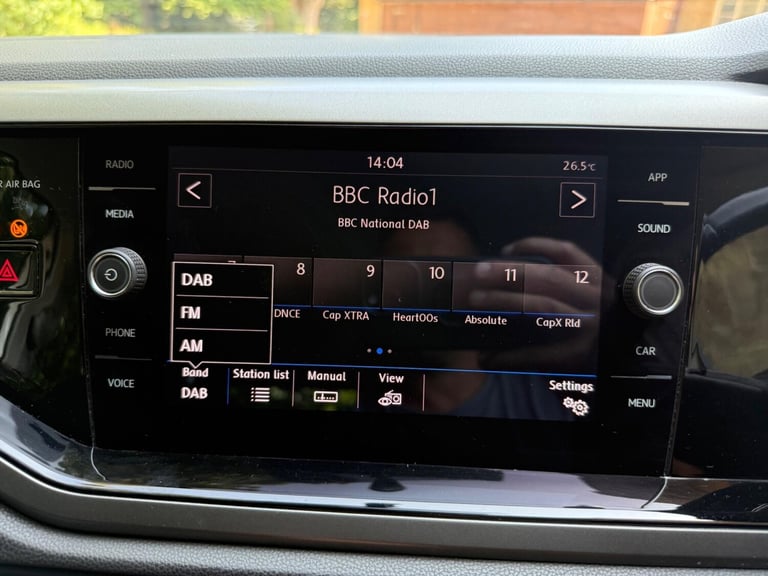 RADIO
MEDIA
PHONE
VOICE
R AIR BAG
14:04
26.5°C
<
BBC Radio1
>
BBC National DAB
8
9
10
11
12
DNCE
Cap XTRA
Heart00s
Absolute
CapX Rld
DAB
FM
AM
Band
DAB
Station list
Manual
View
Settings
APP
SOUND
CAR
MENU